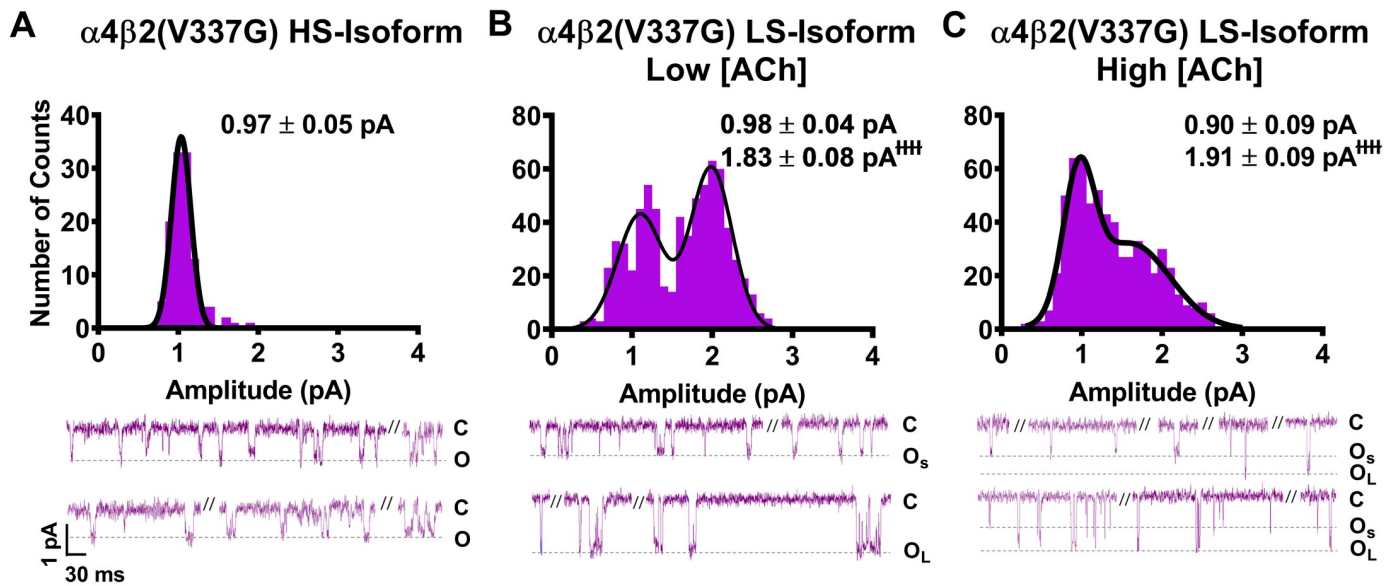 A
α4β2(V337G) HS-Isoform
40
30
20
10
0
Number of Counts
0.97 ± 0.05 pA
0 1 2 3 4
Amplitude (pA)
C
O
C
O
1 pA
30 ms
B
α4β2(V337G) LS-Isoform
Low [ACh]
80
60
40
20
0
0.98 ± 0.04 pA
1.83 ± 0.08 pAǂǂǂǂ
0 1 2 3 4
Amplitude (pA)
//
C
Os
// //
C
OL
C
α4β2(V337G) LS-Isoform
High [ACh]
80
60
40
20
0
0.90 ± 0.09 pA
1.91 ± 0.09 pAǂǂǂǂ
0 1 2 3 4
Amplitude (pA)
// // // //
C
Os
OL
// //
C
Os
OL